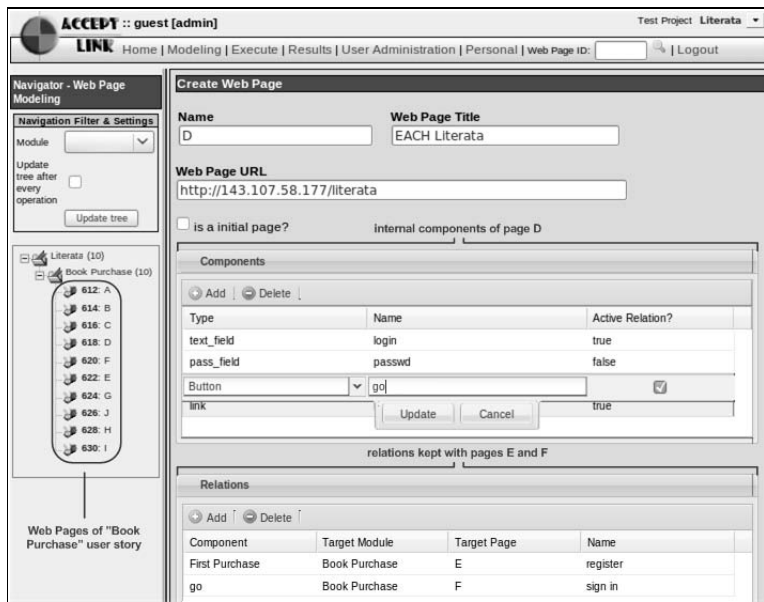 ACCEPT :: guest [admin]
Test Project Literata
LINK Home | Modeling | Execute | Results | User Administration | Personal | Web Page ID: | Logout
Navigator - Web Page
Modeling
Navigation Filter & Settings
Module
Update
tree after
every
operation
Update tree
Literata (10)
Book Purchase (10)
612: A
614: B
616: C
618: D
620: F
622: E
624: G
626: J
628: H
630: I
Web Pages of "Book
Purchase" user story
Create Web Page
Name Web Page Title
D EACH Literata
Web Page URL
http://143.107.58.177/literata
is a initial page?
internal components of page D
Components
Add Delete
Type Name Active Relation?
text_field login true
pass_field passwd false
Button go
link true
Update Cancel
relations kept with pages E and F
Relations
Add Delete
Component Target Module Target Page Name
First Purchase Book Purchase E register
go Book Purchase F sign in